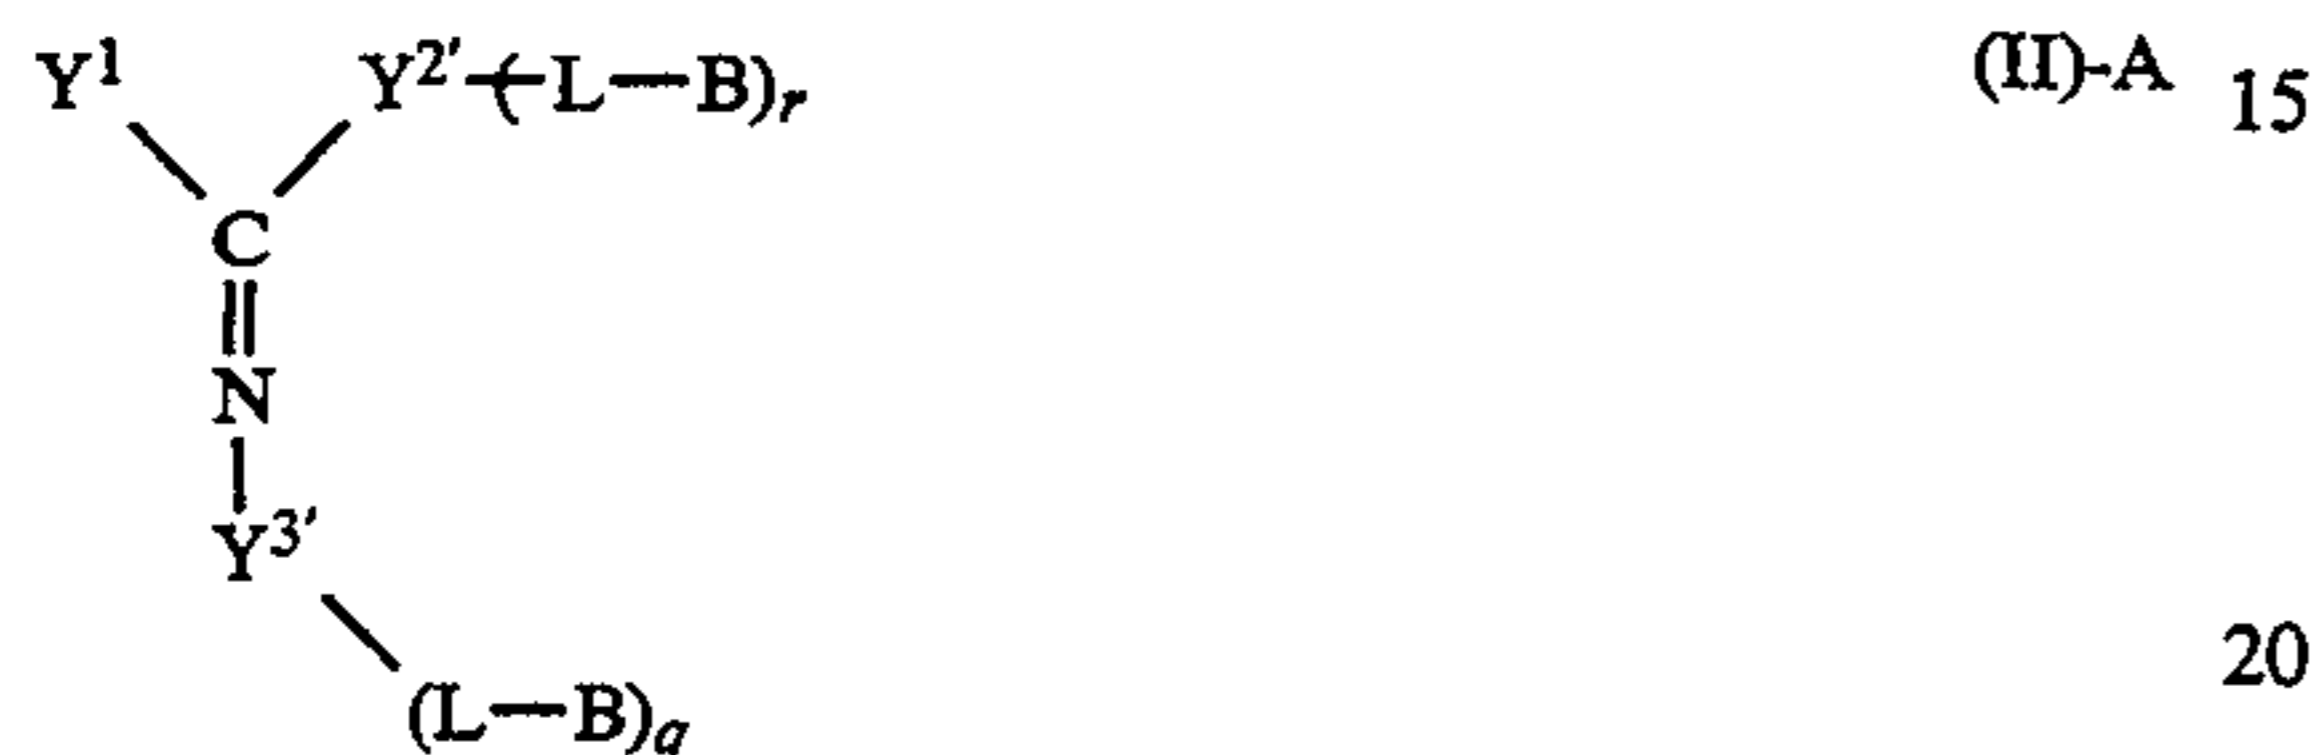 Y1 Y2'-(L—B)r (II)-A 15
C
N
Y3'
20
(L—B)q